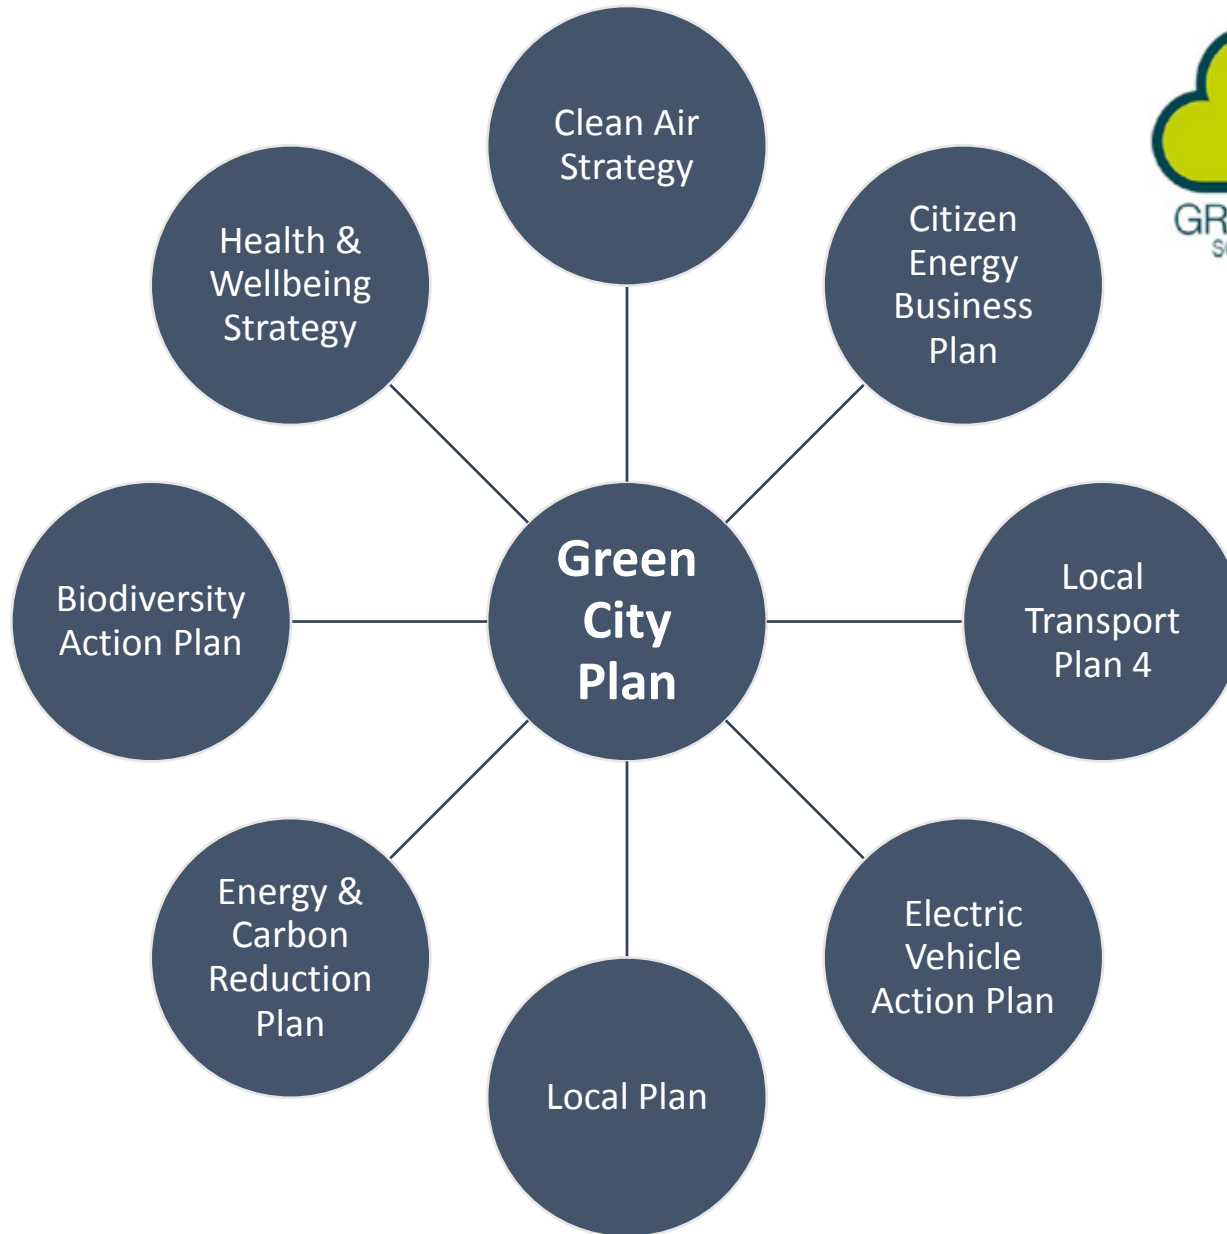 Clean Air
Strategy
Health &
Wellbeing
Strategy
Citizen
Energy
Business
Plan
Biodiversity
Action Plan
Green
City
Plan
Local
Transport
Plan 4
Energy &
Carbon
Reduction
Plan
Electric
Vehicle
Action Plan
Local Plan